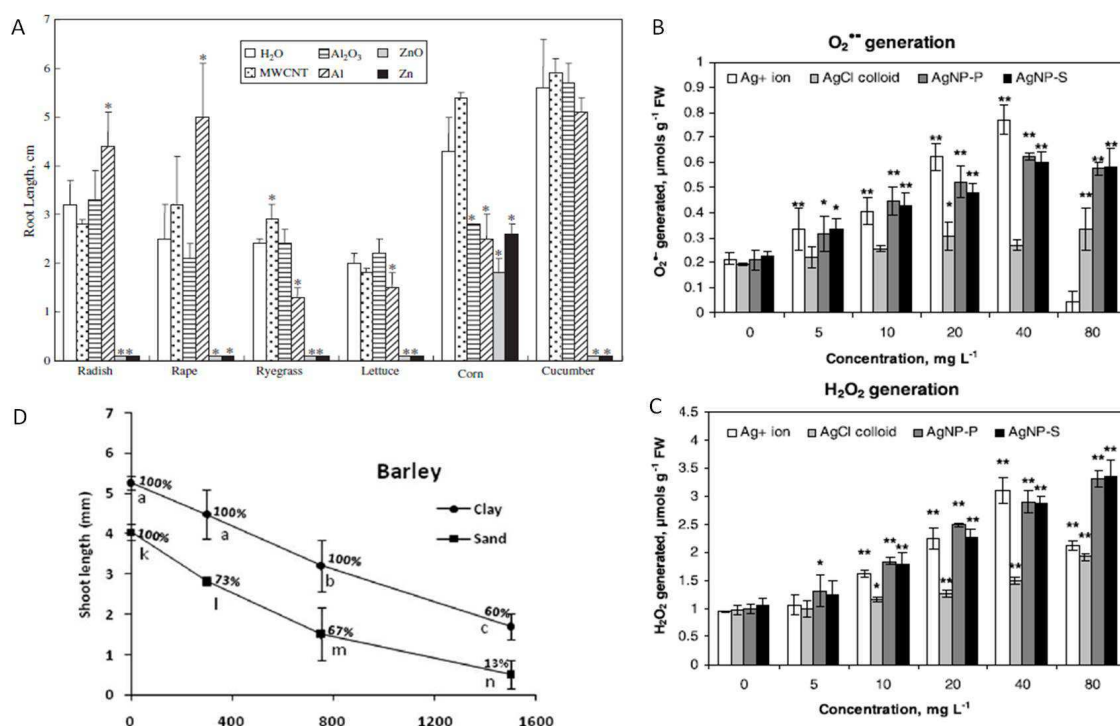 A
H₂O
Al₂O₃
ZnO
MWCNT
Al
Zn
Root Length, cm
7
6
5
4
3
2
1
0
*
*
*
*
*
*
*
*
*
*
**
* *
**
* *
* *
Radish
Rape
Ryegrass
Lettuce
Corn
Cucumber
B
O₂•• generation
Ag+ ion
AgCl colloid
AgNP-P
AgNP-S
O₂•- generated, µmols g⁻¹ FW
1
0.9
0.8
0.7
0.6
0.5
0.4
0.3
0.2
0.1
0
** * *
** ** **
** * ** **
** ** **
** ** **
0
5
10
20
40
80
Concentration, mg L⁻¹
C
H₂O₂ generation
Ag+ ion
AgCl colloid
AgNP-P
AgNP-S
H₂O₂ generated, µmols g⁻¹ FW
4.5
4
3.5
3
2.5
2
1.5
1
0.5
0
*
** * ** **
** ** ** **
** ** ** **
** ** ** **
0
5
10
20
40
80
Concentration, mg L⁻¹
D
Barley
Clay
Sand
Shoot length (mm)
7
6
5
4
3
2
1
0
100%
a
100%
a
100%
b
60%
c
100%
k
73%
l
67%
m
13%
n
0
400
800
1200
1600